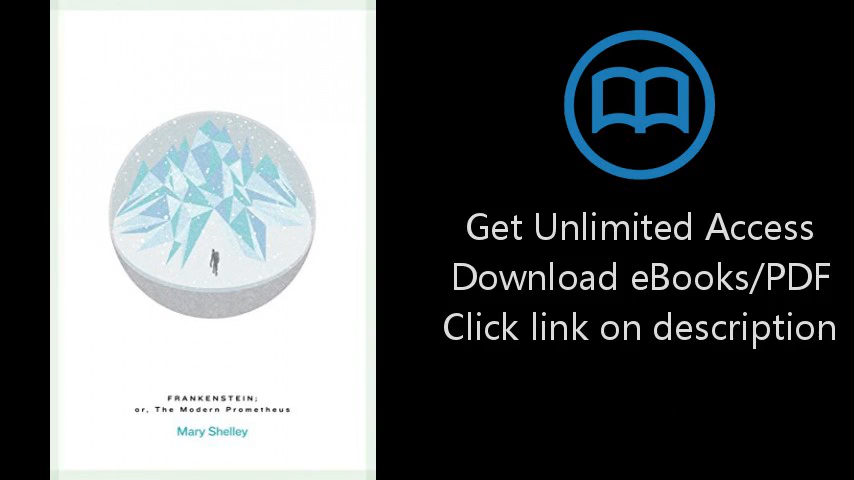 FRANKENSTEIN;
or, The Modern Prometheus
Mary Shelley
Get Unlimited Access
Download eBooks/PDF
Click link on description